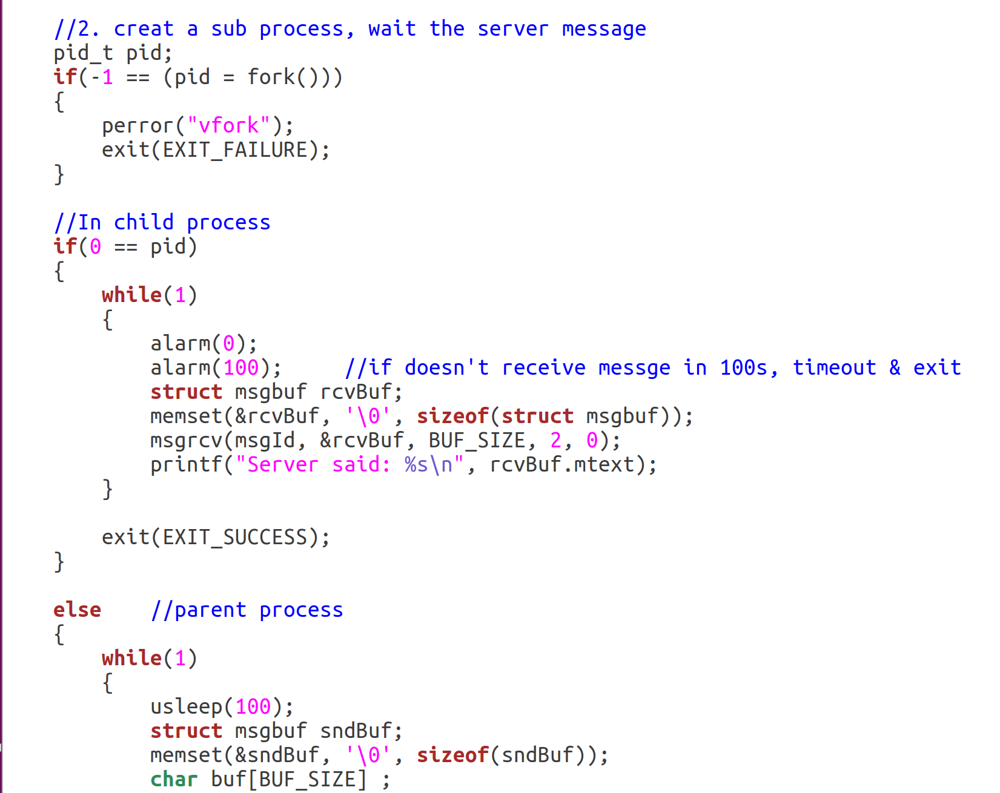 //2. creat a sub process, wait the server message
pid_t pid;
if(-1 == (pid = fork()))
{
    perror("vfork");
    exit(EXIT_FAILURE);
}

//In child process
if(0 == pid)
{
    while(1)
    {
        alarm(0);
        alarm(100);     //if doesn't receive messge in 100s, timeout & exit
        struct msgbuf rcvBuf;
        memset(&rcvBuf, '\0', sizeof(struct msgbuf));
        msgrcv(msgId, &rcvBuf, BUF_SIZE, 2, 0);
        printf("Server said: %s\n", rcvBuf.mtext);
    }

    exit(EXIT_SUCCESS);
}

else    //parent process
{
    while(1)
    {
        usleep(100);
        struct msgbuf sndBuf;
        memset(&sndBuf, '\0', sizeof(sndBuf));
        char buf[BUF_SIZE] ;